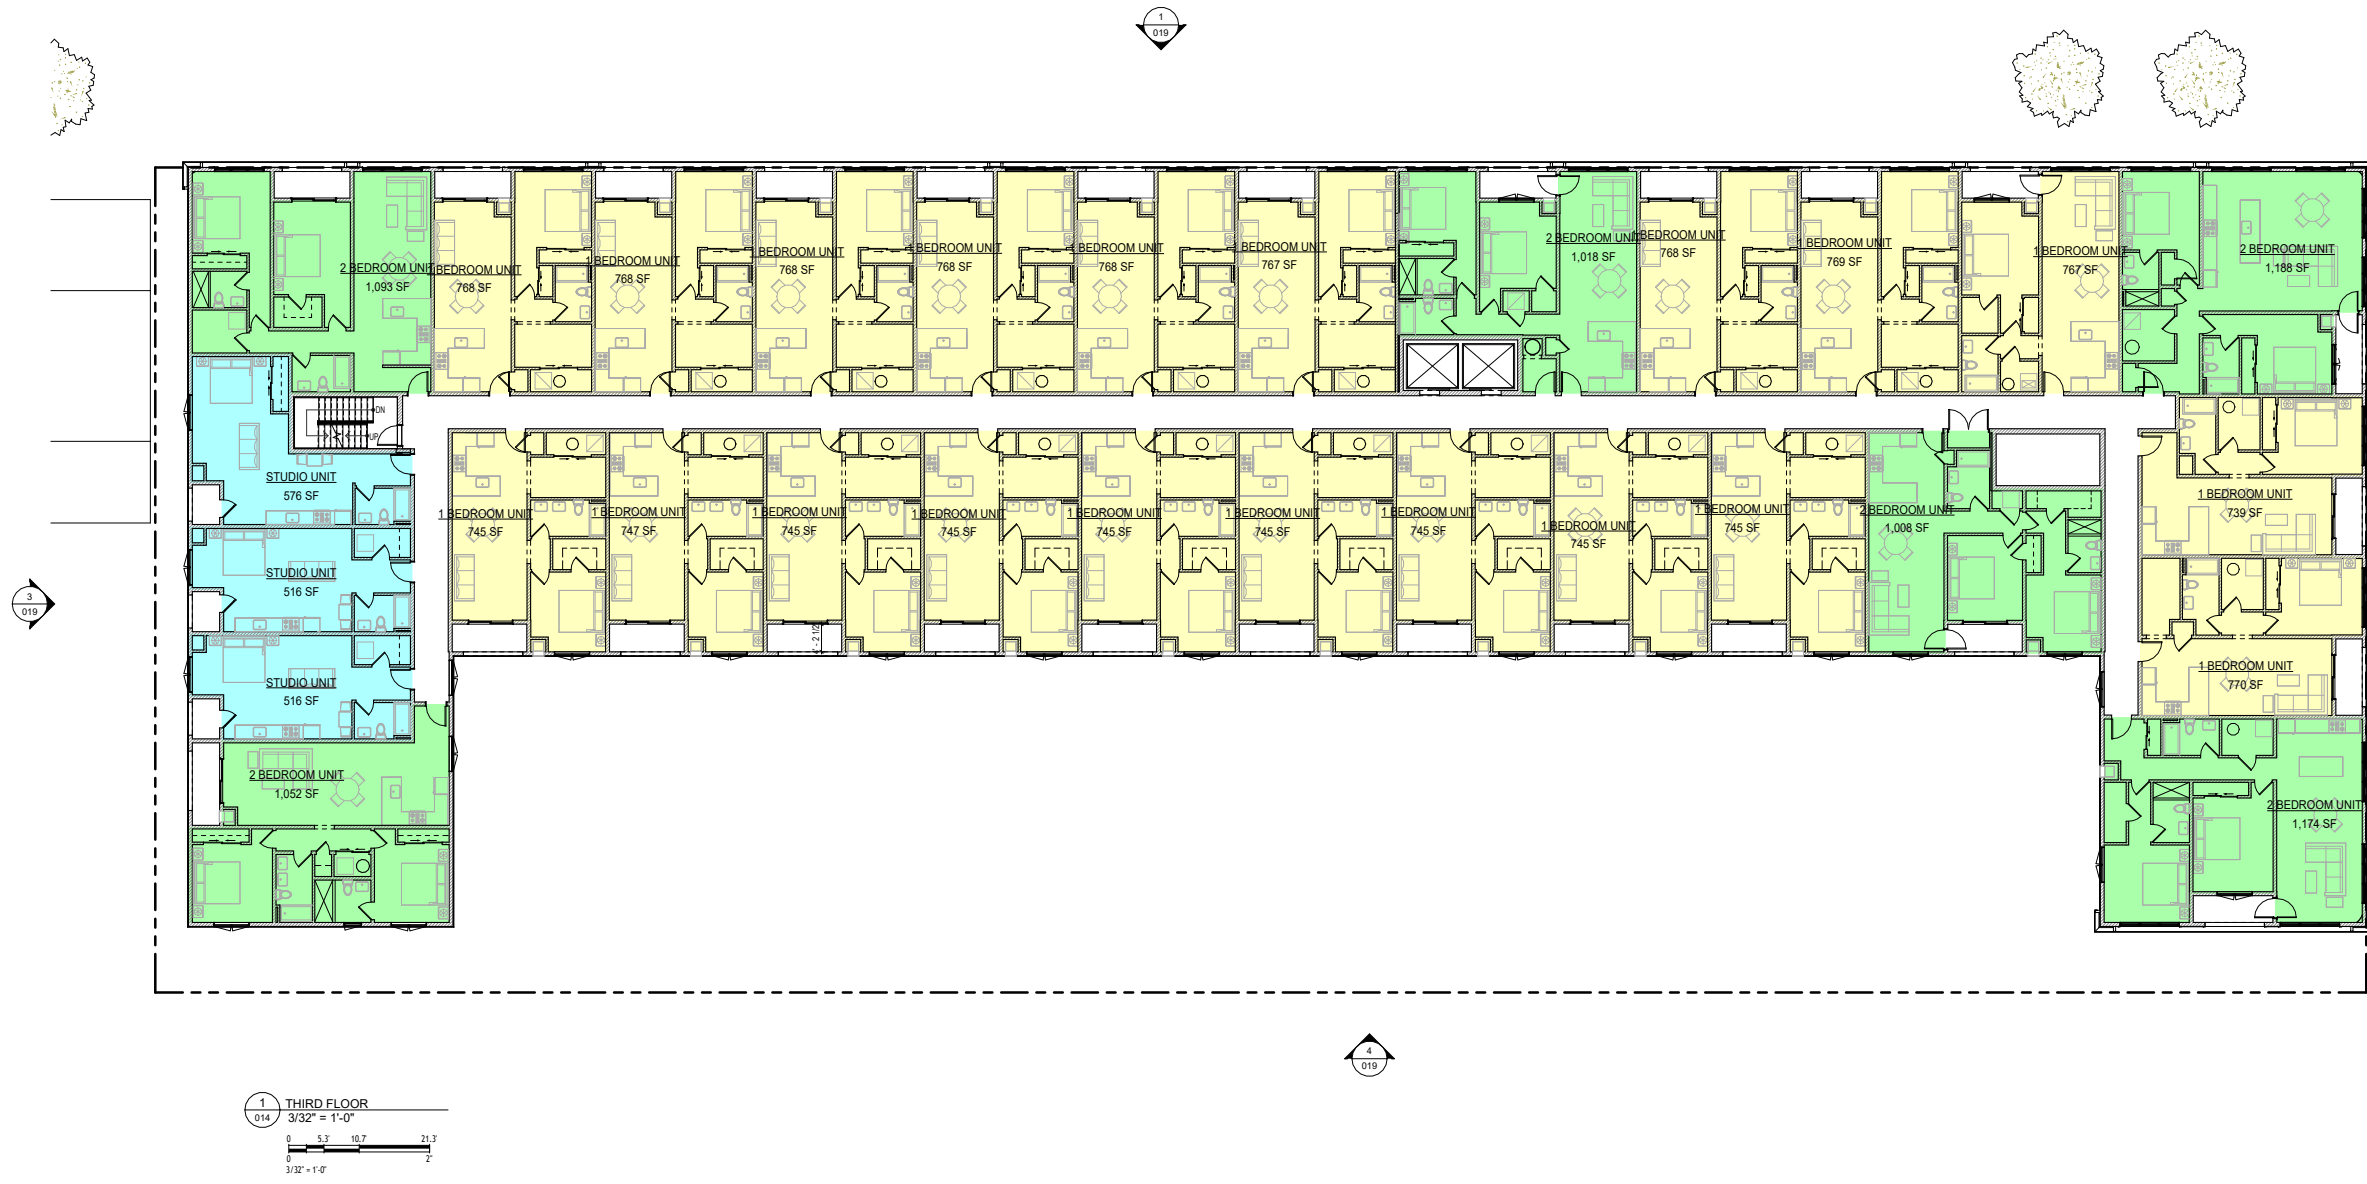 1
019
2 BEDROOM UNIT
1,093 SF
1 BEDROOM UNIT
768 SF
1 BEDROOM UNIT
768 SF
1 BEDROOM UNIT
768 SF
1 BEDROOM UNIT
768 SF
1 BEDROOM UNIT
768 SF
1 BEDROOM UNIT
767 SF
2 BEDROOM UNIT
1,018 SF
1 BEDROOM UNIT
768 SF
1 BEDROOM UNIT
769 SF
1 BEDROOM UNIT
767 SF
2 BEDROOM UNIT
1,188 SF
DN
UP
STUDIO UNIT
576 SF
1 BEDROOM UNIT
745 SF
1 BEDROOM UNIT
747 SF
1 BEDROOM UNIT
745 SF
1 BEDROOM UNIT
745 SF
1 BEDROOM UNIT
745 SF
1 BEDROOM UNIT
745 SF
1 BEDROOM UNIT
745 SF
1 BEDROOM UNIT
745 SF
1 BEDROOM UNIT
745 SF
2 BEDROOM UNIT
1,008 SF
1 BEDROOM UNIT
739 SF
STUDIO UNIT
516 SF
3
019
STUDIO UNIT
516 SF
1 BEDROOM UNIT
770 SF
2 BEDROOM UNIT
1,052 SF
2 BEDROOM UNIT
1,174 SF
4
019
1
014
THIRD FLOOR
3/32" = 1'-0"
0 5.3' 10.7' 21.3'
0 2"
3/32" = 1'-0"